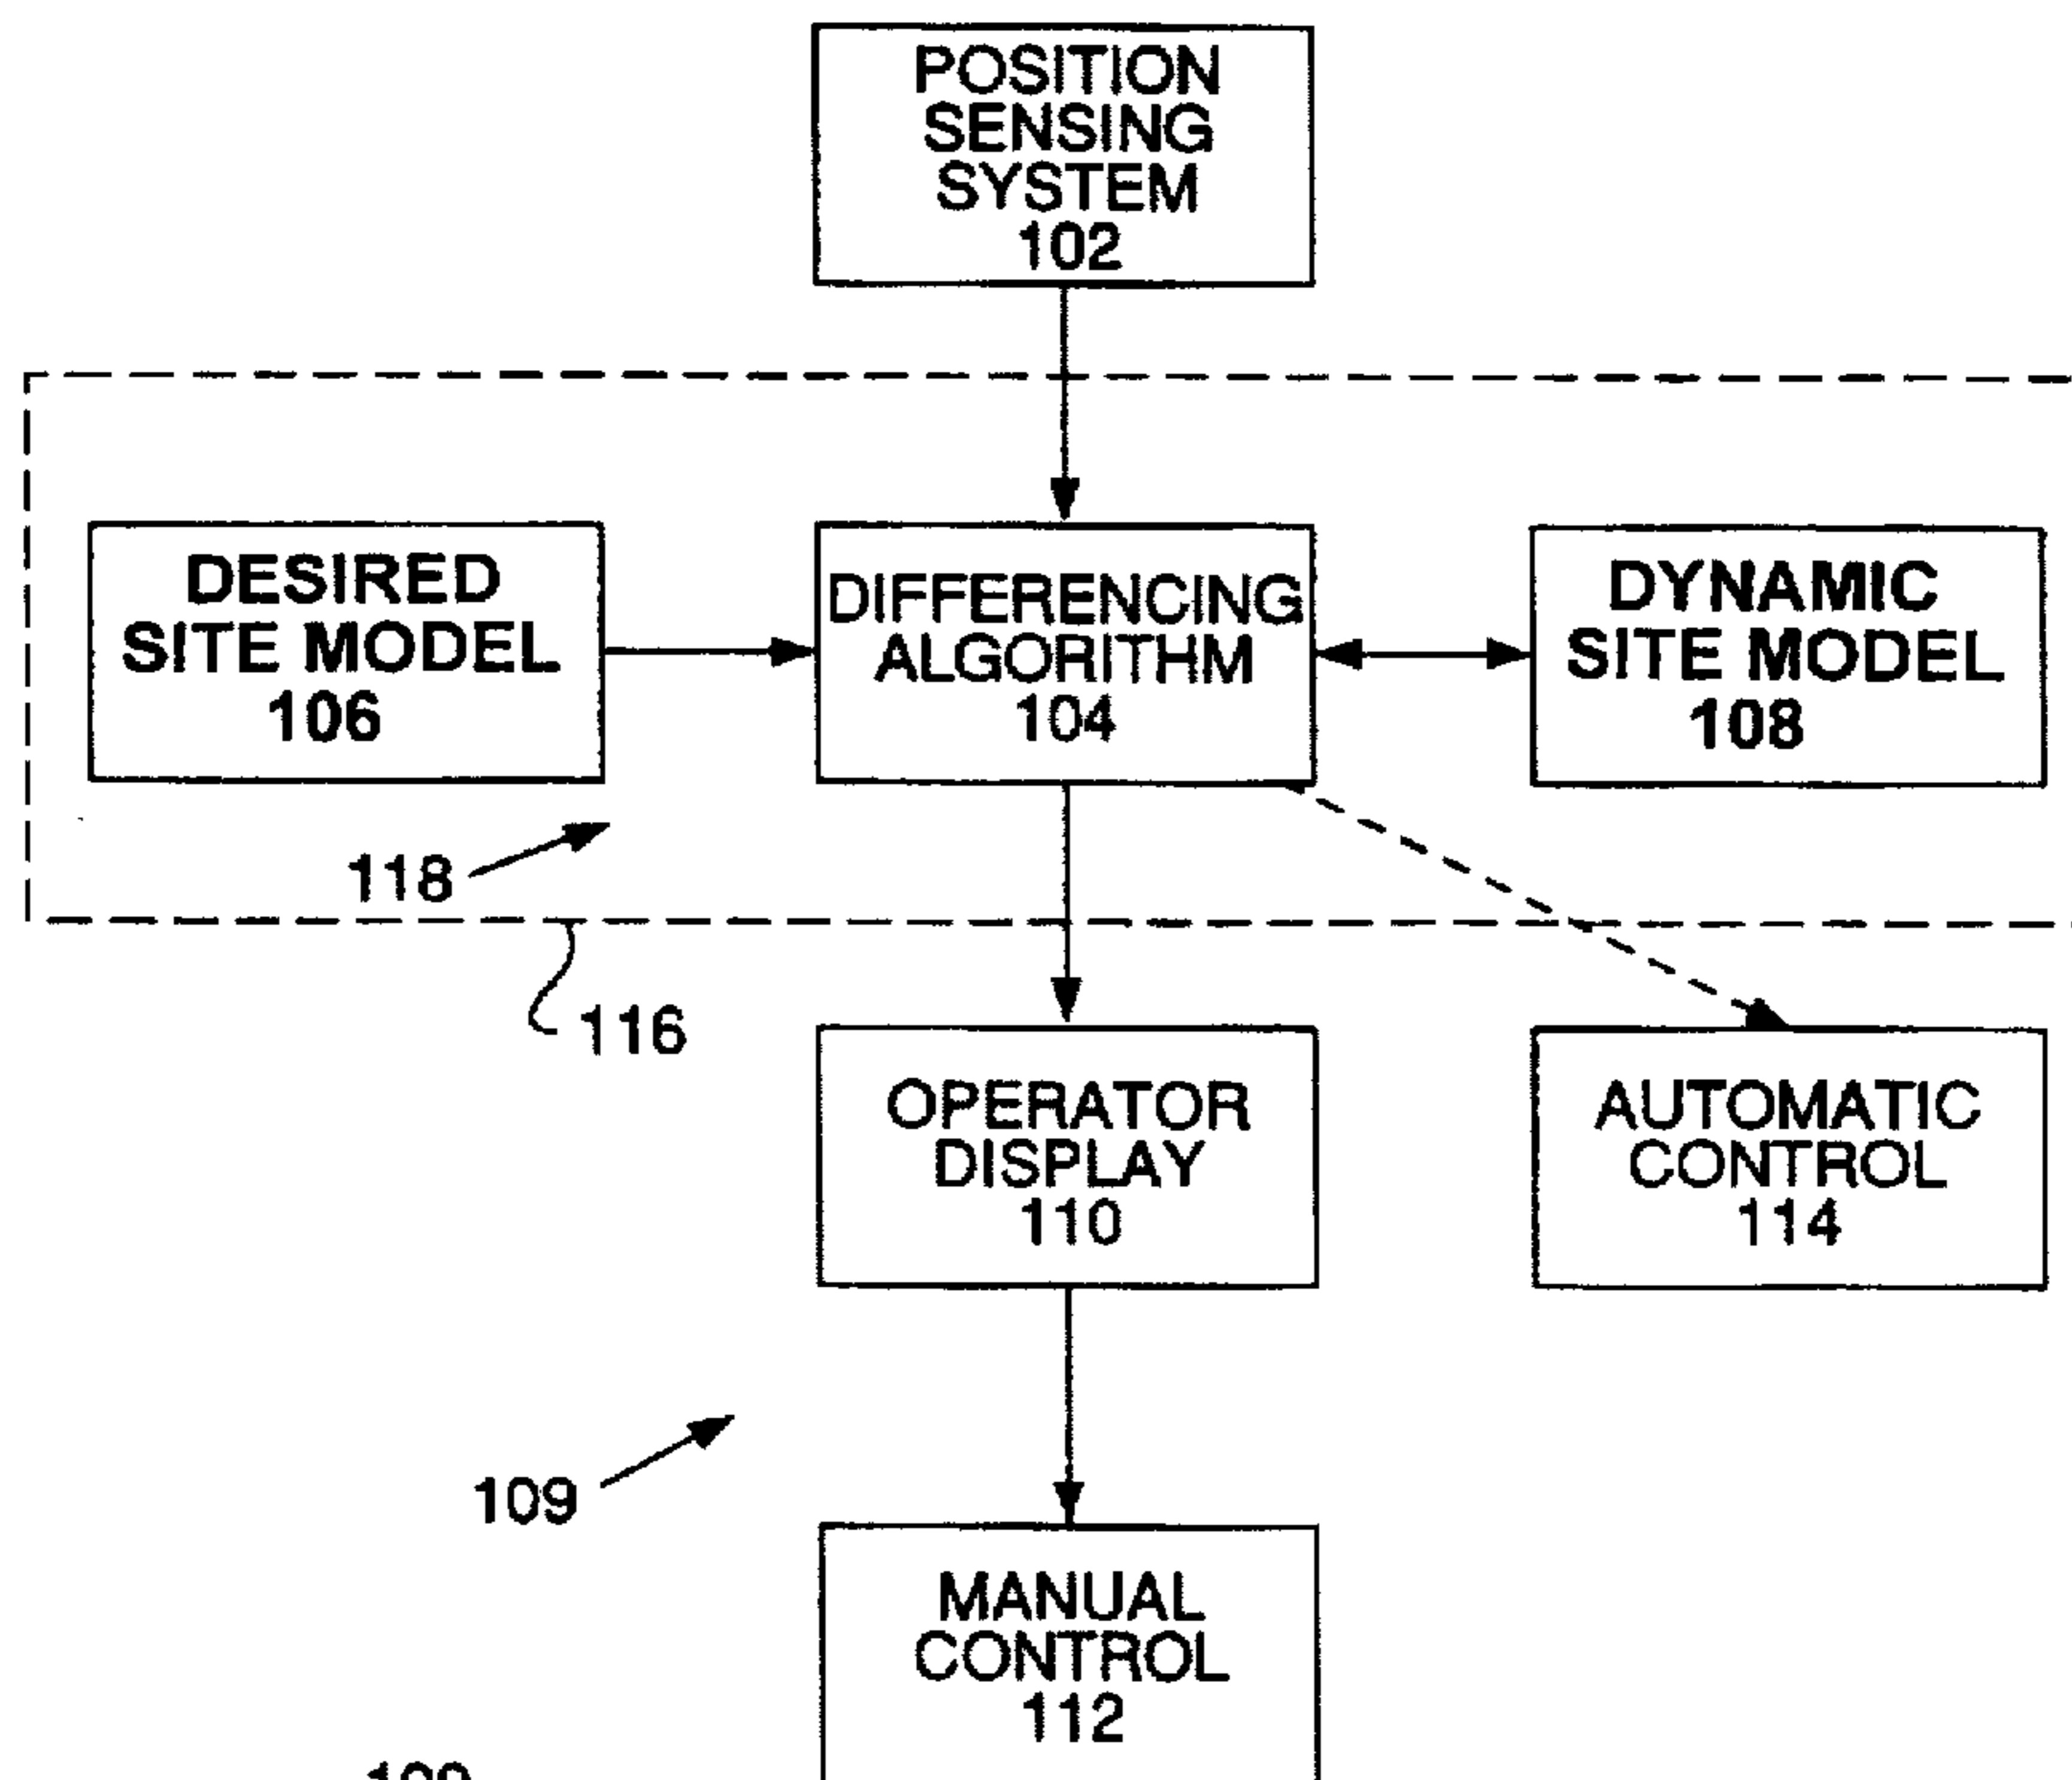 POSITION
SENSING
SYSTEM
102
DESIRED
SITE MODEL
106
DIFFERENCING
ALGORITHM
104
DYNAMIC
SITE MODEL
108
118
116
OPERATOR
DISPLAY
110
AUTOMATIC
CONTROL
114
109
MANUAL
CONTROL
112